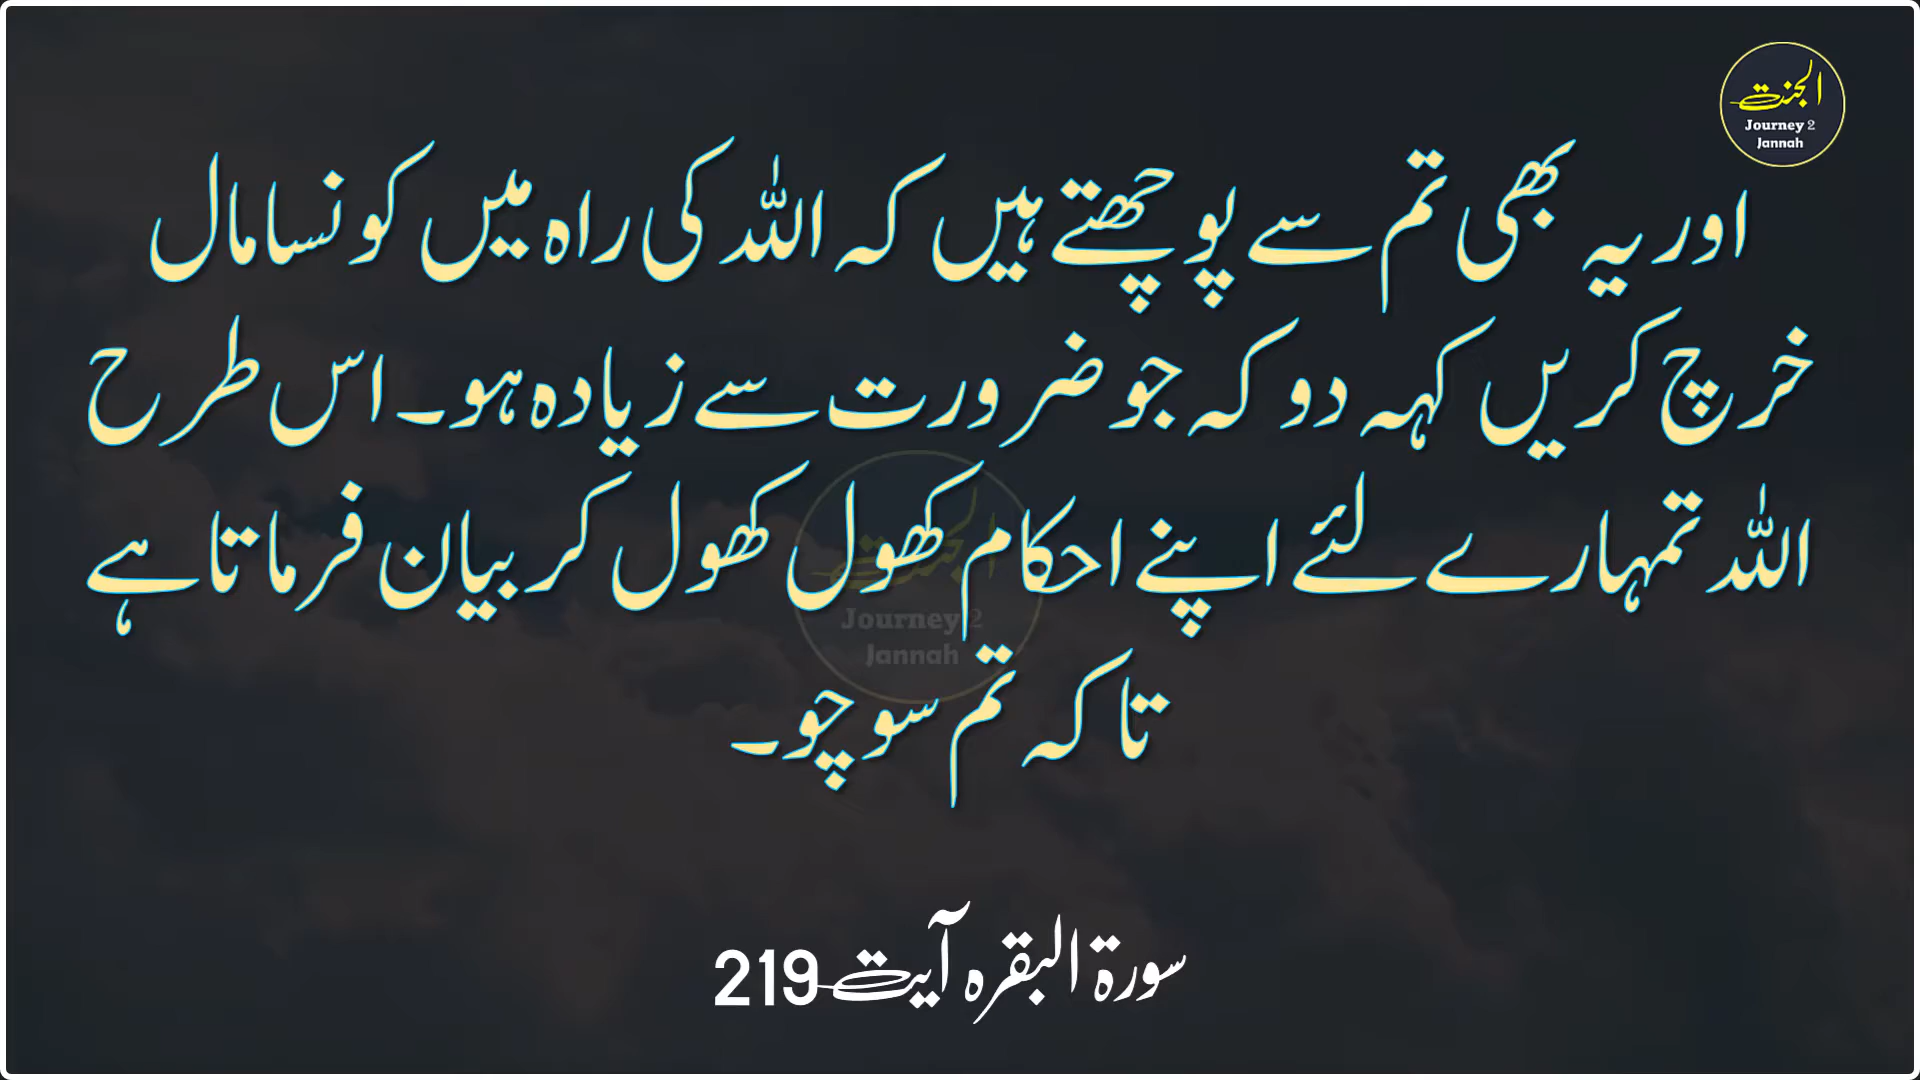 الجنت
Journey 2
Jannah
اور یہ بھی تم سے پوچھتے ہیں کہ اللہ کی راہ میں کونسا مال
خرچ کریں کہہ دو کہ جو ضرورت سے زیادہ ہو۔ اس طرح
اللہ تمہارے لئے اپنے احکام کھول کھول کر بیان فرماتا ہے
تاکہ تم سوچو۔
الجنت
Journey 2
Jannah
سورۃ البقرہ آیت 219